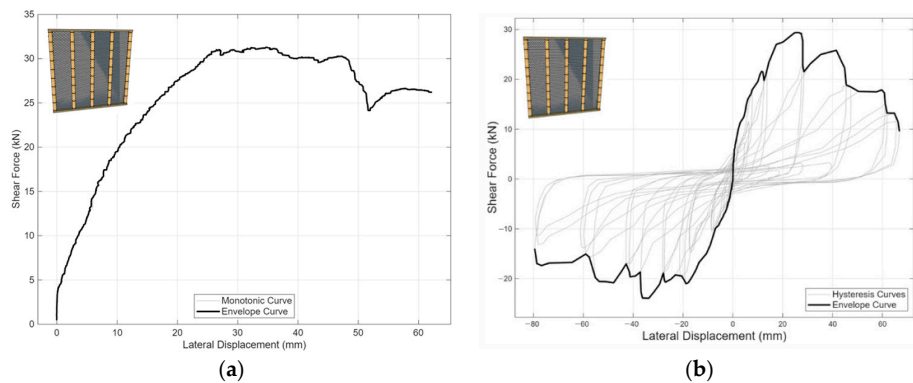 (a)
35
30
25
20
15
10
5
0
Shear Force (kN)
0 10 20 30 40 50 60
Lateral Displacement (mm)
Monotonic Curve
Envelope Curve
(a)
(b)
30
20
10
0
−10
−20
Shear Force (kN)
−80 −60 −40 −20 0 20 40 60
Lateral Displacement (mm)
Hysteresis Curves
Envelope Curve
(b)